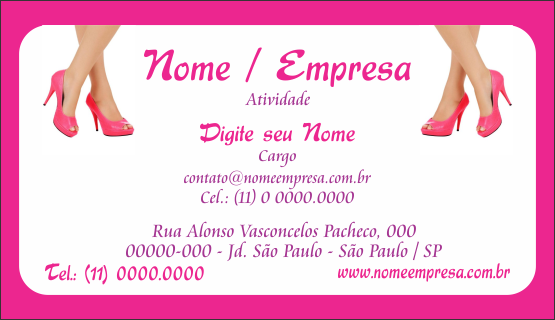 Nome / Empresa
Atividade
Digite seu Nome
Cargo
contato@nomeempresa.com.br
Cel.: (11) 0 0000.0000
Rua Alonso Vasconcelos Pacheco, 000
00000-000 - Jd. São Paulo - São Paulo / SP
Tel.: (11) 0000.0000
www.nomeempresa.com.br